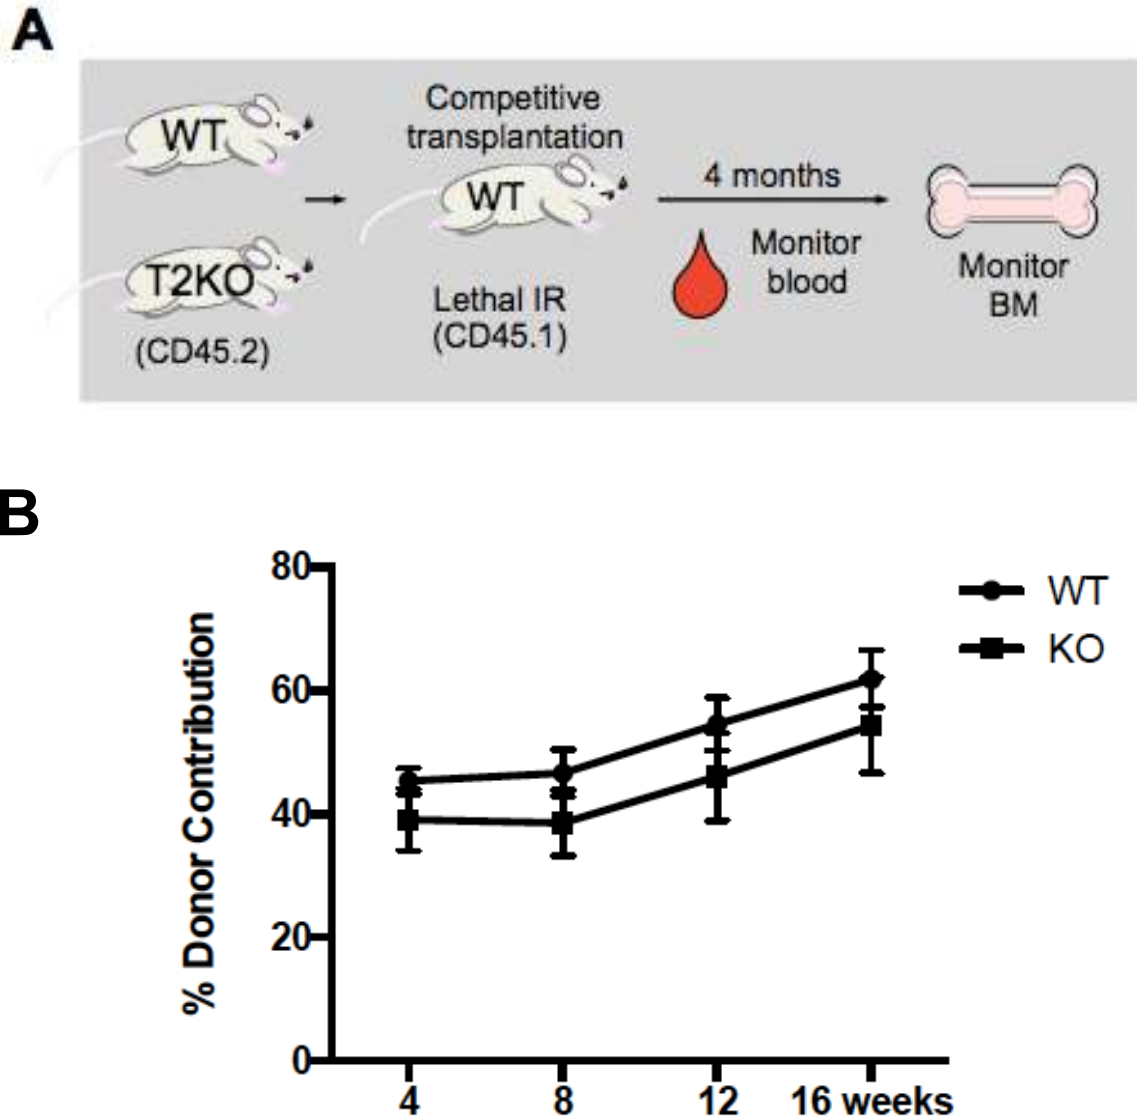 A
WT
T2KO
(CD45.2)
Competitive
transplantation
WT
Lethal IR
(CD45.1)
4 months
Monitor
blood
Monitor
BM
B
% Donor Contribution
80
60
40
20
0
4 8 12 16 weeks
WT
KO